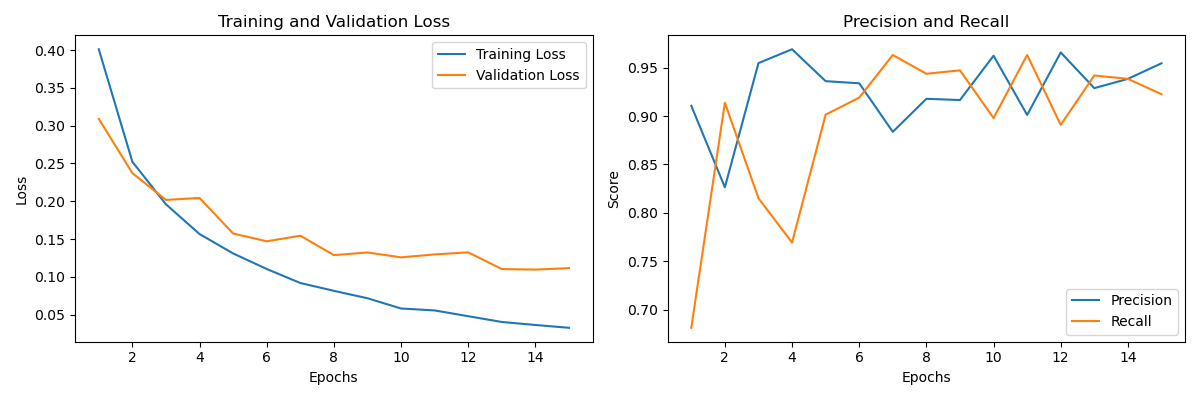 Training and Validation Loss
0.40
0.35
0.30
0.25
0.20
0.15
0.10
0.05
Loss
2 4 6 8 10 12 14
Epochs
Training Loss
Validation Loss
Precision and Recall
0.95
0.90
0.85
0.80
0.75
0.70
Score
2 4 6 8 10 12 14
Epochs
Precision
Recall